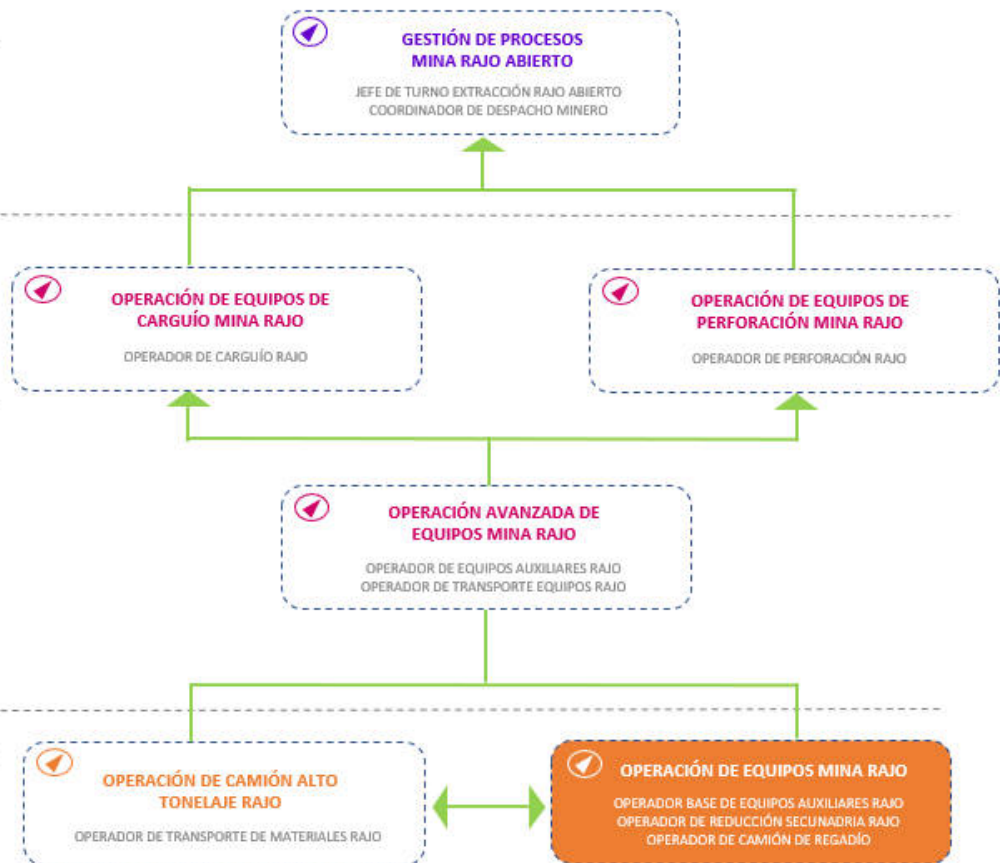 GESTIÓN DE PROCESOS
MINA RAJO ABIERTO
JEFE DE TURNO EXTRACCIÓN RAJO ABIERTO
COORDINADOR DE DESPACHO MINERO
OPERACIÓN DE EQUIPOS DE
CARGUÍO MINA RAJO
OPERADOR DE CARGUÍO RAJO
OPERACIÓN DE EQUIPOS DE
PERFORACIÓN MINA RAJO
OPERADOR DE PERFORACIÓN RAJO
OPERACIÓN AVANZADA DE
EQUIPOS MINA RAJO
OPERADOR DE EQUIPOS AUXILIARES RAJO
OPERADOR DE TRANSPORTE EQUIPOS RAJO
OPERACIÓN DE CAMIÓN ALTO
TONELAJE RAJO
OPERADOR DE TRANSPORTE DE MATERIALES RAJO
OPERACIÓN DE EQUIPOS MINA RAJO
OPERADOR BASE DE EQUIPOS AUXILIARES RAJO
OPERADOR DE REDUCCIÓN SECUNADRIA RAJO
OPERADOR DE CAMIÓN DE REGADÍO